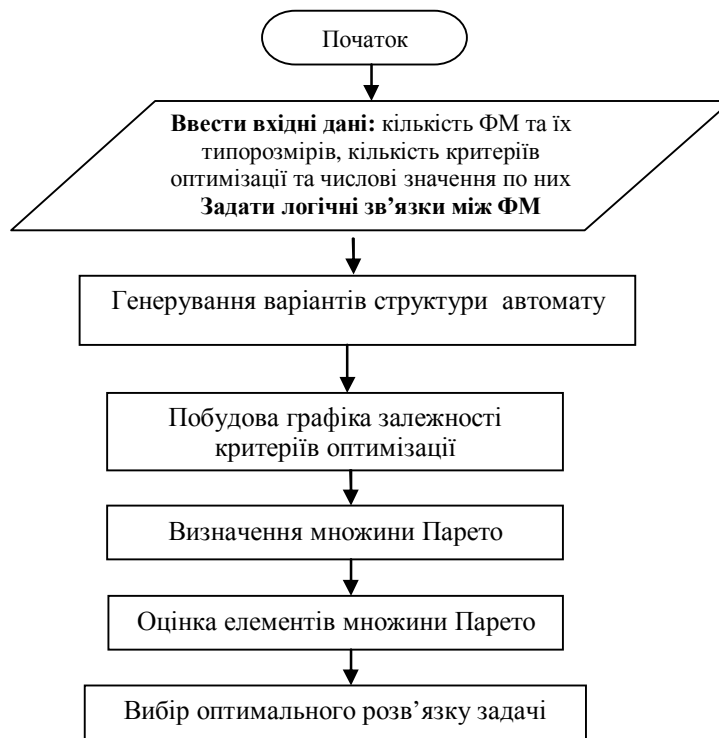 Початок
Ввести вхідні дані: кількість ФМ та їх
типорозмірів, кількість критеріїв
оптимізації та числові значення по них
Задати логічні зв’язки між ФМ
Генерування варіантів структури автомату
Побудова графіка залежності
критеріїв оптимізації
Визначення множини Парето
Оцінка елементів множини Парето
Вибір оптимального розв’язку задачі